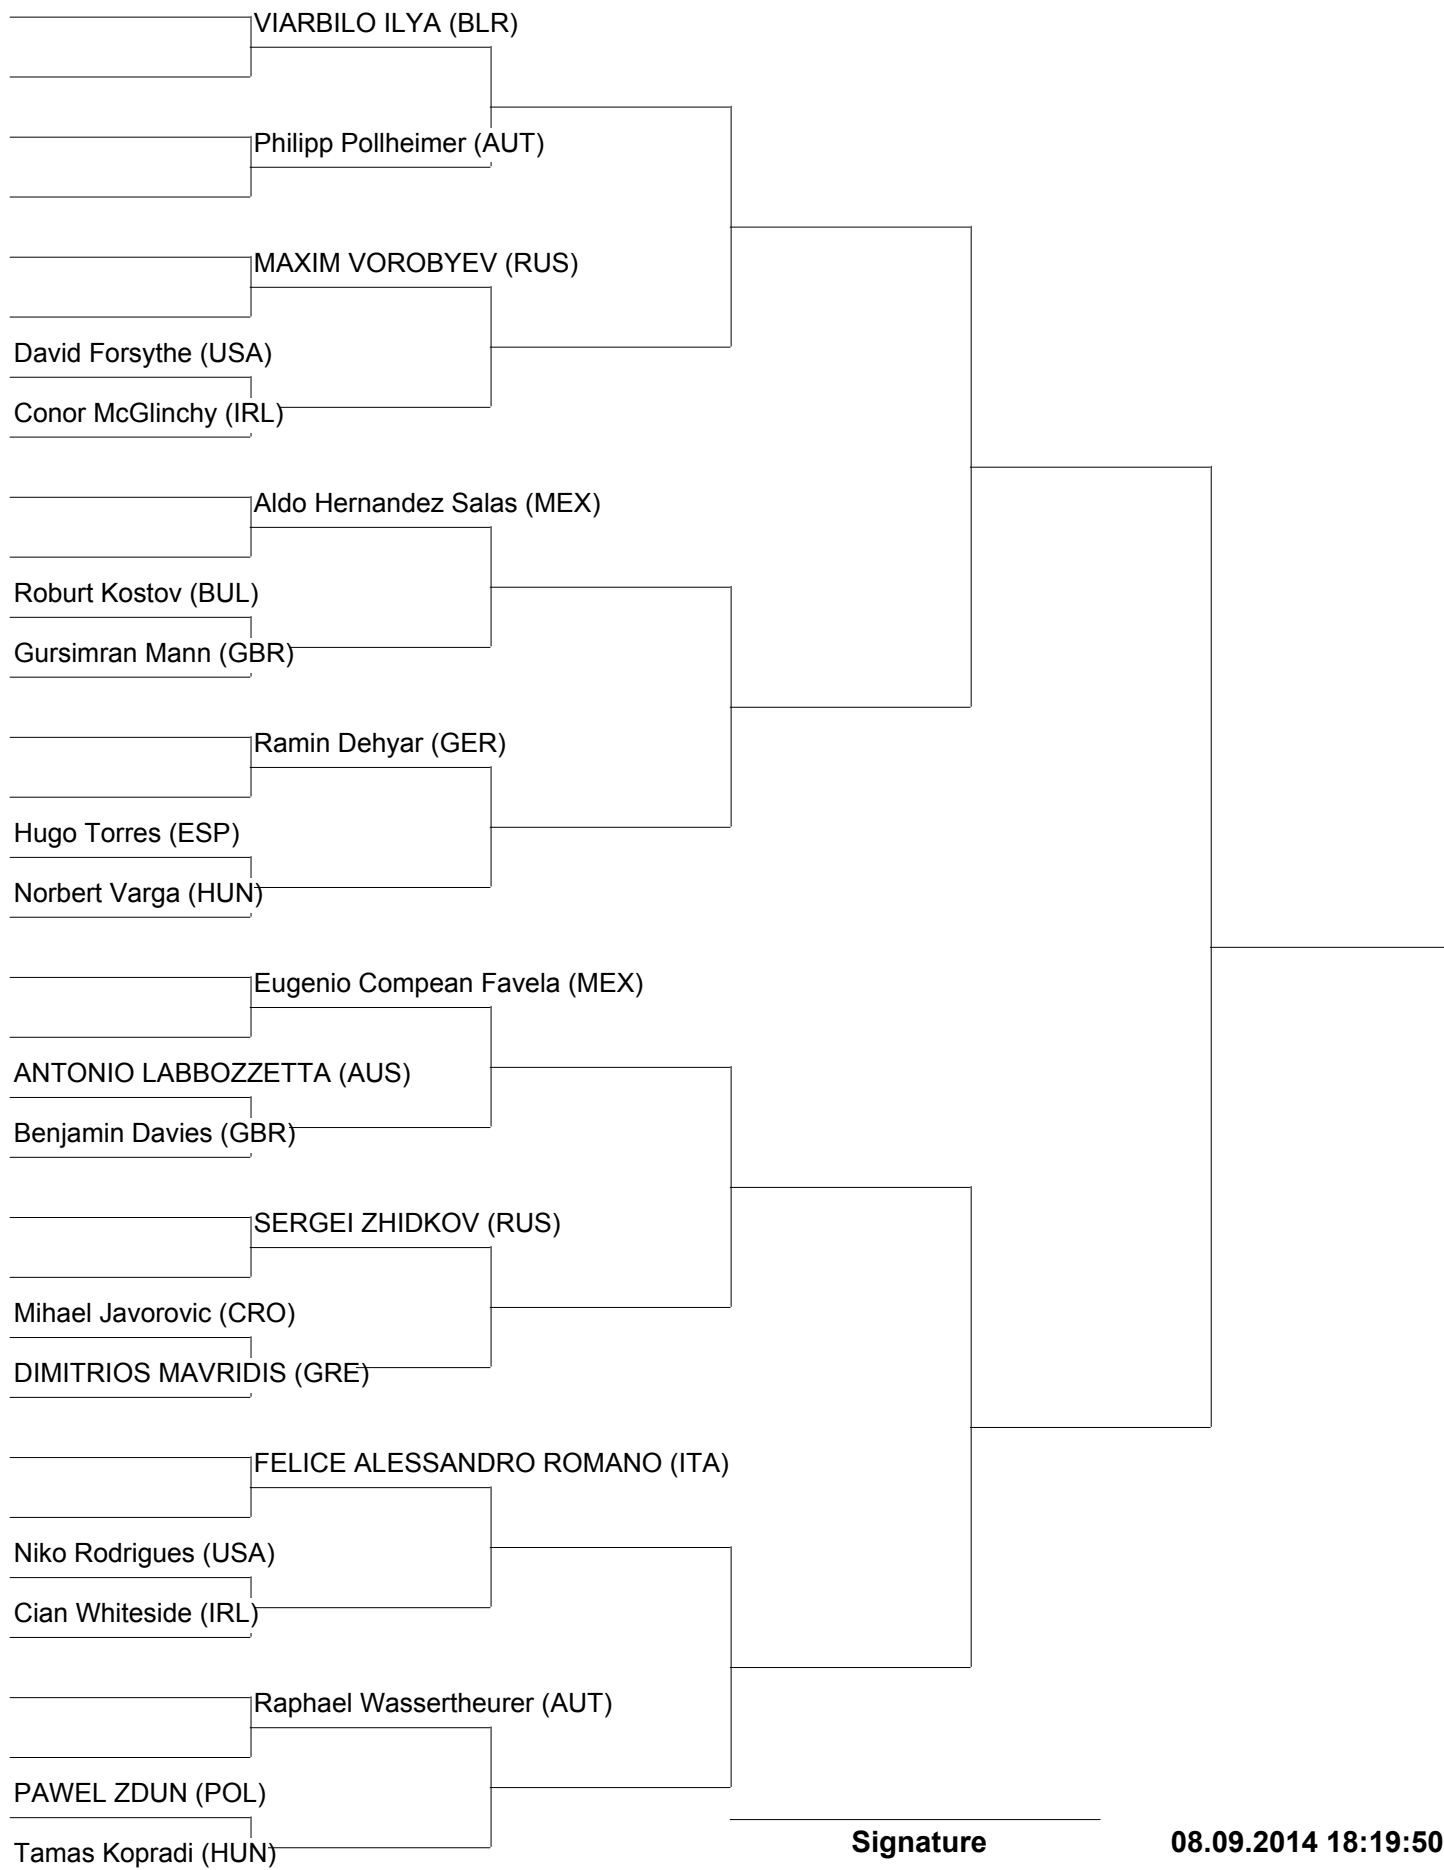 VIARBILO ILYA (BLR)
Philipp Pollheimer (AUT)
MAXIM VOROBYEV (RUS)
David Forsythe (USA)
Conor McGlinchy (IRL)
Aldo Hernandez Salas (MEX)
Roburt Kostov (BUL)
Gursimran Mann (GBR)
Ramin Dehyar (GER)
Hugo Torres (ESP)
Norbert Varga (HUN)
Eugenio Compean Favela (MEX)
ANTONIO LABBOZZETTA (AUS)
Benjamin Davies (GBR)
SERGEI ZHIDKOV (RUS)
Mihael Javorovic (CRO)
DIMITRIOS MAVRIDIS (GRE)
FELICE ALESSANDRO ROMANO (ITA)
Niko Rodrigues (USA)
Cian Whiteside (IRL)
Raphael Wassertheurer (AUT)
PAWEL ZDUN (POL)
Tamas Kopradi (HUN)
Signature 08.09.2014 18:19:50